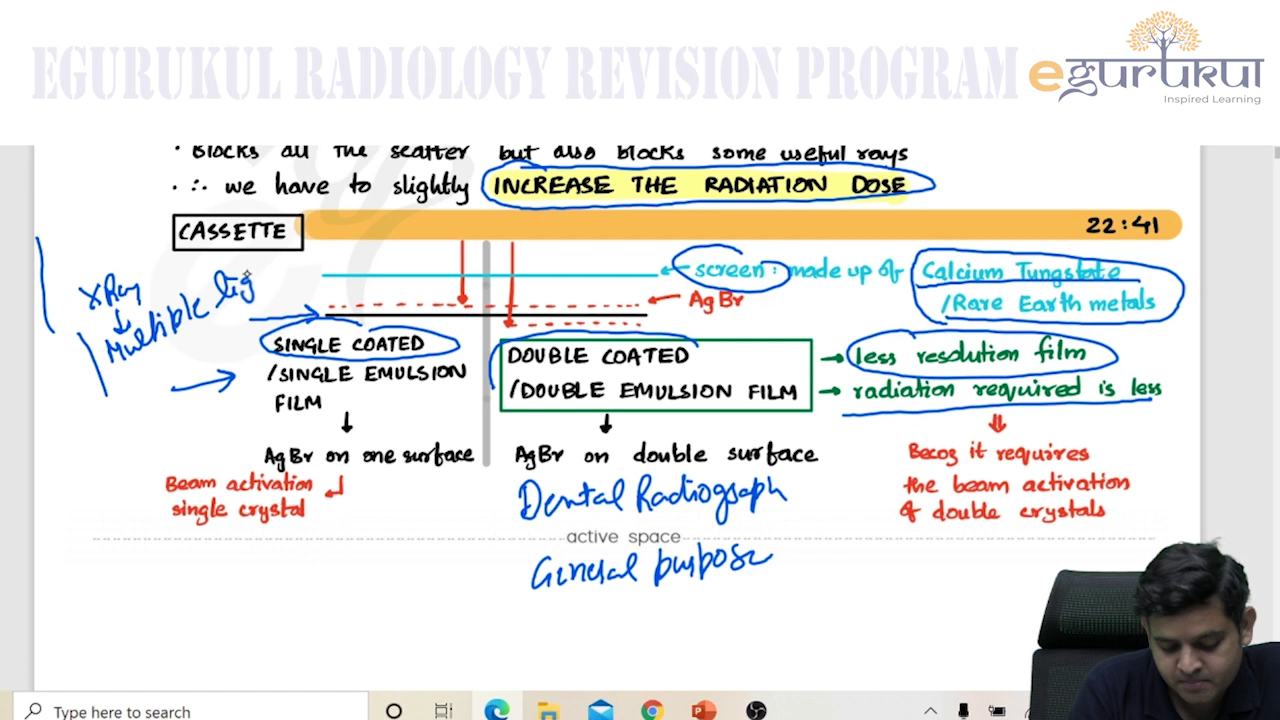 EGURUKUL RADIOLOGY REVISION PROGRAM
egurukul
Inspired Learning
• Blocks all the scatter but also blocks some useful rays
• ∴ we have to slightly INCREASE THE RADIATION DOSE
CASSETTE
22:41
← screen: made up of Calcium Tungstate
/Rare Earth metals
← AgBr
X Ray
↓
Multiple lig
SINGLE COATED
/SINGLE EMULSION
FILM
↓
AgBr on one surface
Beam activation
single crystal
DOUBLE COATED
/DOUBLE EMULSION FILM
↓
AgBr on double surface
→ less resolution film
→ radiation required is less
⇓
Becoz it requires
the beam activation
of double crystals
Dental Radiograph
active space
General purpose
Type here to search